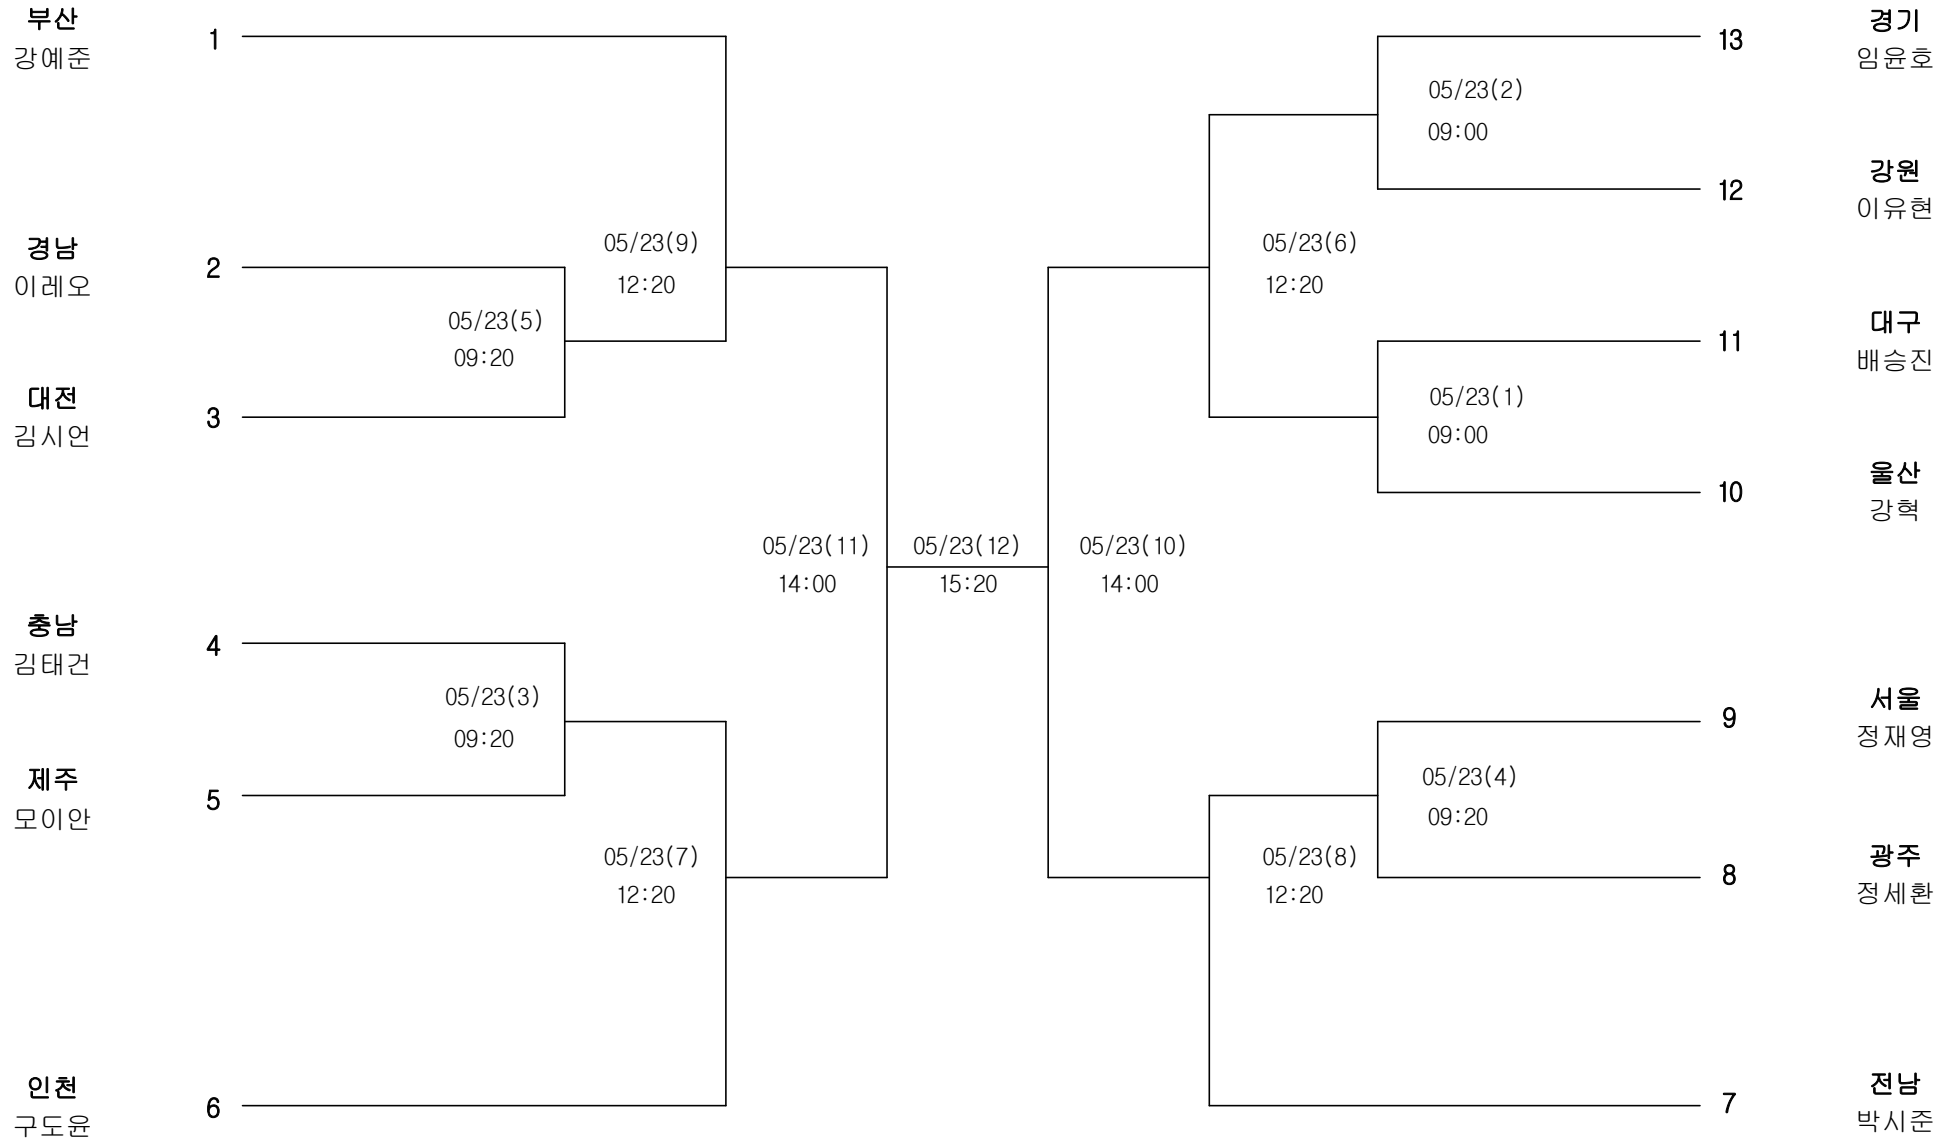 부산
강예준
1
경남
이레오
2
대전
김시언
3
충남
김태건
4
제주
모이안
5
인천
구도윤
6
05/23(5)
09:20
05/23(3)
09:20
05/23(9)
12:20
05/23(7)
12:20
05/23(11)
14:00
05/23(12)
15:20
05/23(10)
14:00
05/23(6)
12:20
05/23(8)
12:20
05/23(2)
09:00
05/23(1)
09:00
05/23(4)
09:20
13
경기
임윤호
12
강원
이유현
11
대구
배승진
10
울산
강혁
9
서울
정재영
8
광주
정세환
7
전남
박시준